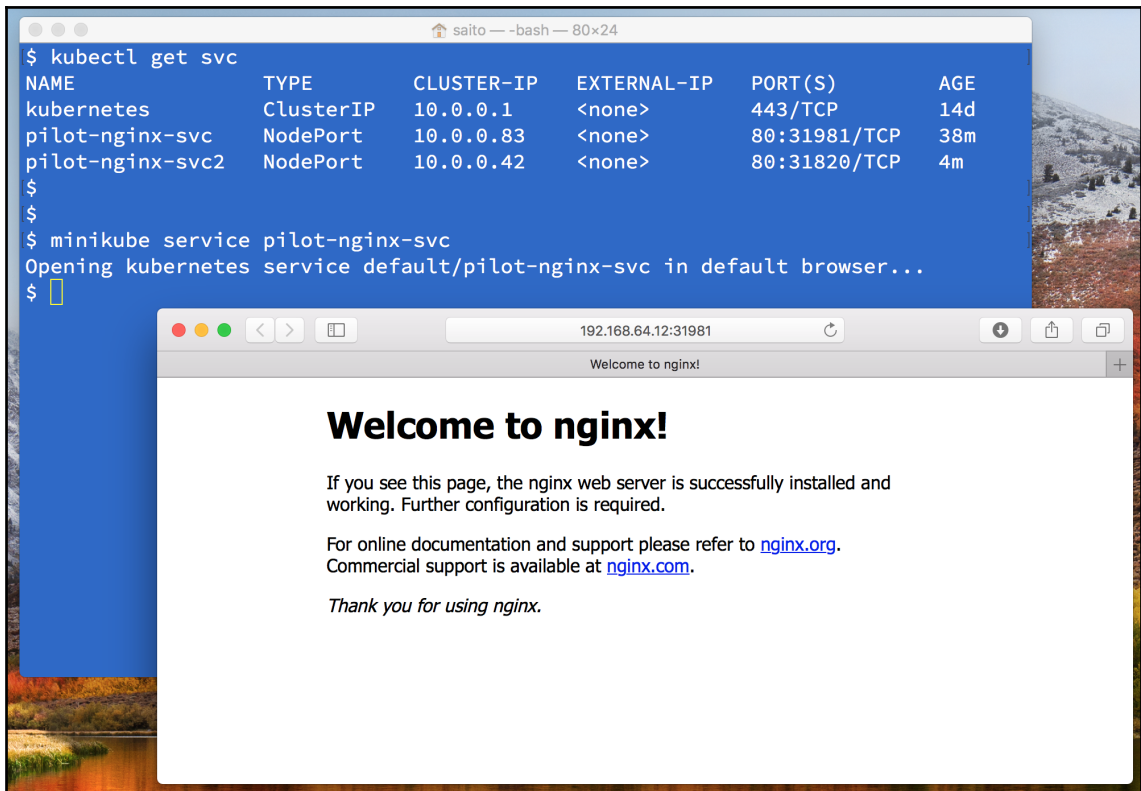 saito — -bash — 80×24
$ kubectl get svc
NAME TYPE CLUSTER-IP EXTERNAL-IP PORT(S) AGE
kubernetes ClusterIP 10.0.0.1 <none> 443/TCP 14d
pilot-nginx-svc NodePort 10.0.0.83 <none> 80:31981/TCP 38m
pilot-nginx-svc2 NodePort 10.0.0.42 <none> 80:31820/TCP 4m
$
$
$ minikube service pilot-nginx-svc
Opening kubernetes service default/pilot-nginx-svc in default browser...
$
192.168.64.12:31981
Welcome to nginx!
Welcome to nginx!
If you see this page, the nginx web server is successfully installed and
working. Further configuration is required.
For online documentation and support please refer to nginx.org.
Commercial support is available at nginx.com.
Thank you for using nginx.